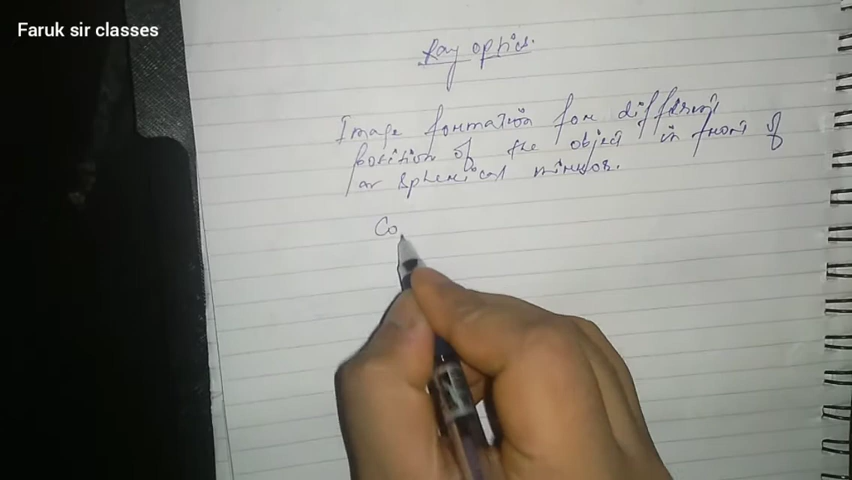 Faruk sir classes
Ray optics.
Image formation for different
position of the object in front of
a spherical mirror.
Co